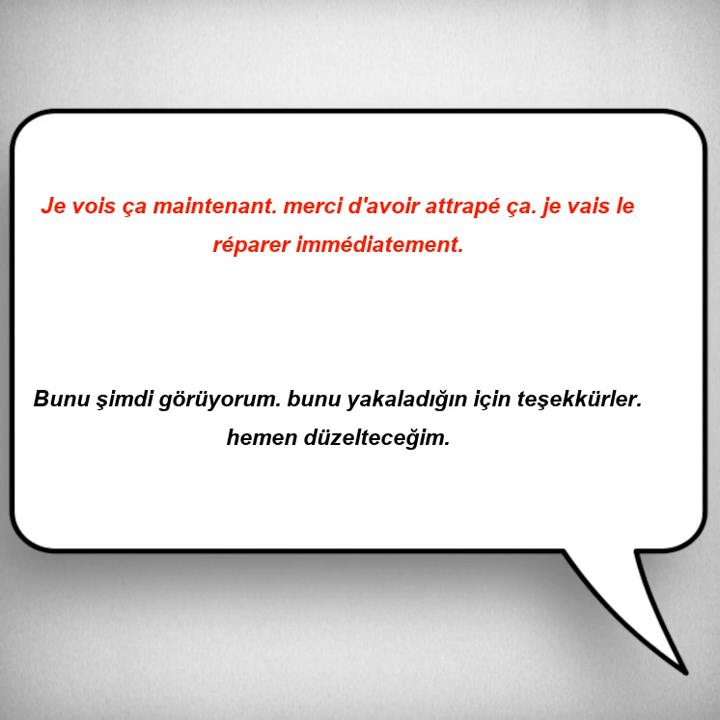 Je vois ça maintenant. merci d'avoir attrapé ça. je vais le
réparer immédiatement.
Bunu şimdi görüyorum. bunu yakaladığın için teşekkürler.
hemen düzelteceğim.